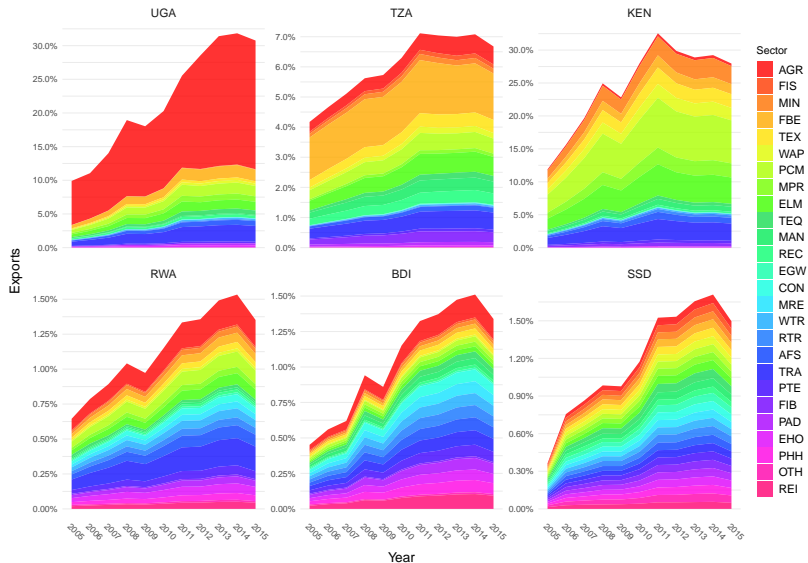 UGA
TZA
KEN
30.0%
25.0%
20.0%
15.0%
10.0%
5.0%
0.0%
7.0%
6.0%
5.0%
4.0%
3.0%
2.0%
1.0%
0.0%
30.0%
25.0%
20.0%
15.0%
10.0%
5.0%
0.0%
Exports
RWA
BDI
SSD
1.50%
1.25%
1.00%
0.75%
0.50%
0.25%
0.00%
1.50%
1.25%
1.00%
0.75%
0.50%
0.25%
0.00%
1.50%
1.20%
0.90%
0.60%
0.30%
0.00%
2005 2006 2007 2008 2009 2010 2011 2012 2013 2014 2015
2005 2006 2007 2008 2009 2010 2011 2012 2013 2014 2015
2005 2006 2007 2008 2009 2010 2011 2012 2013 2014 2015
Year
Sector
AGR
FIS
MIN
FBE
TEX
WAP
PCM
MPR
ELM
TEQ
MAN
REC
EGW
CON
MRE
WTR
RTR
AFS
TRA
PTE
FIB
PAD
EHO
PHH
OTH
REI